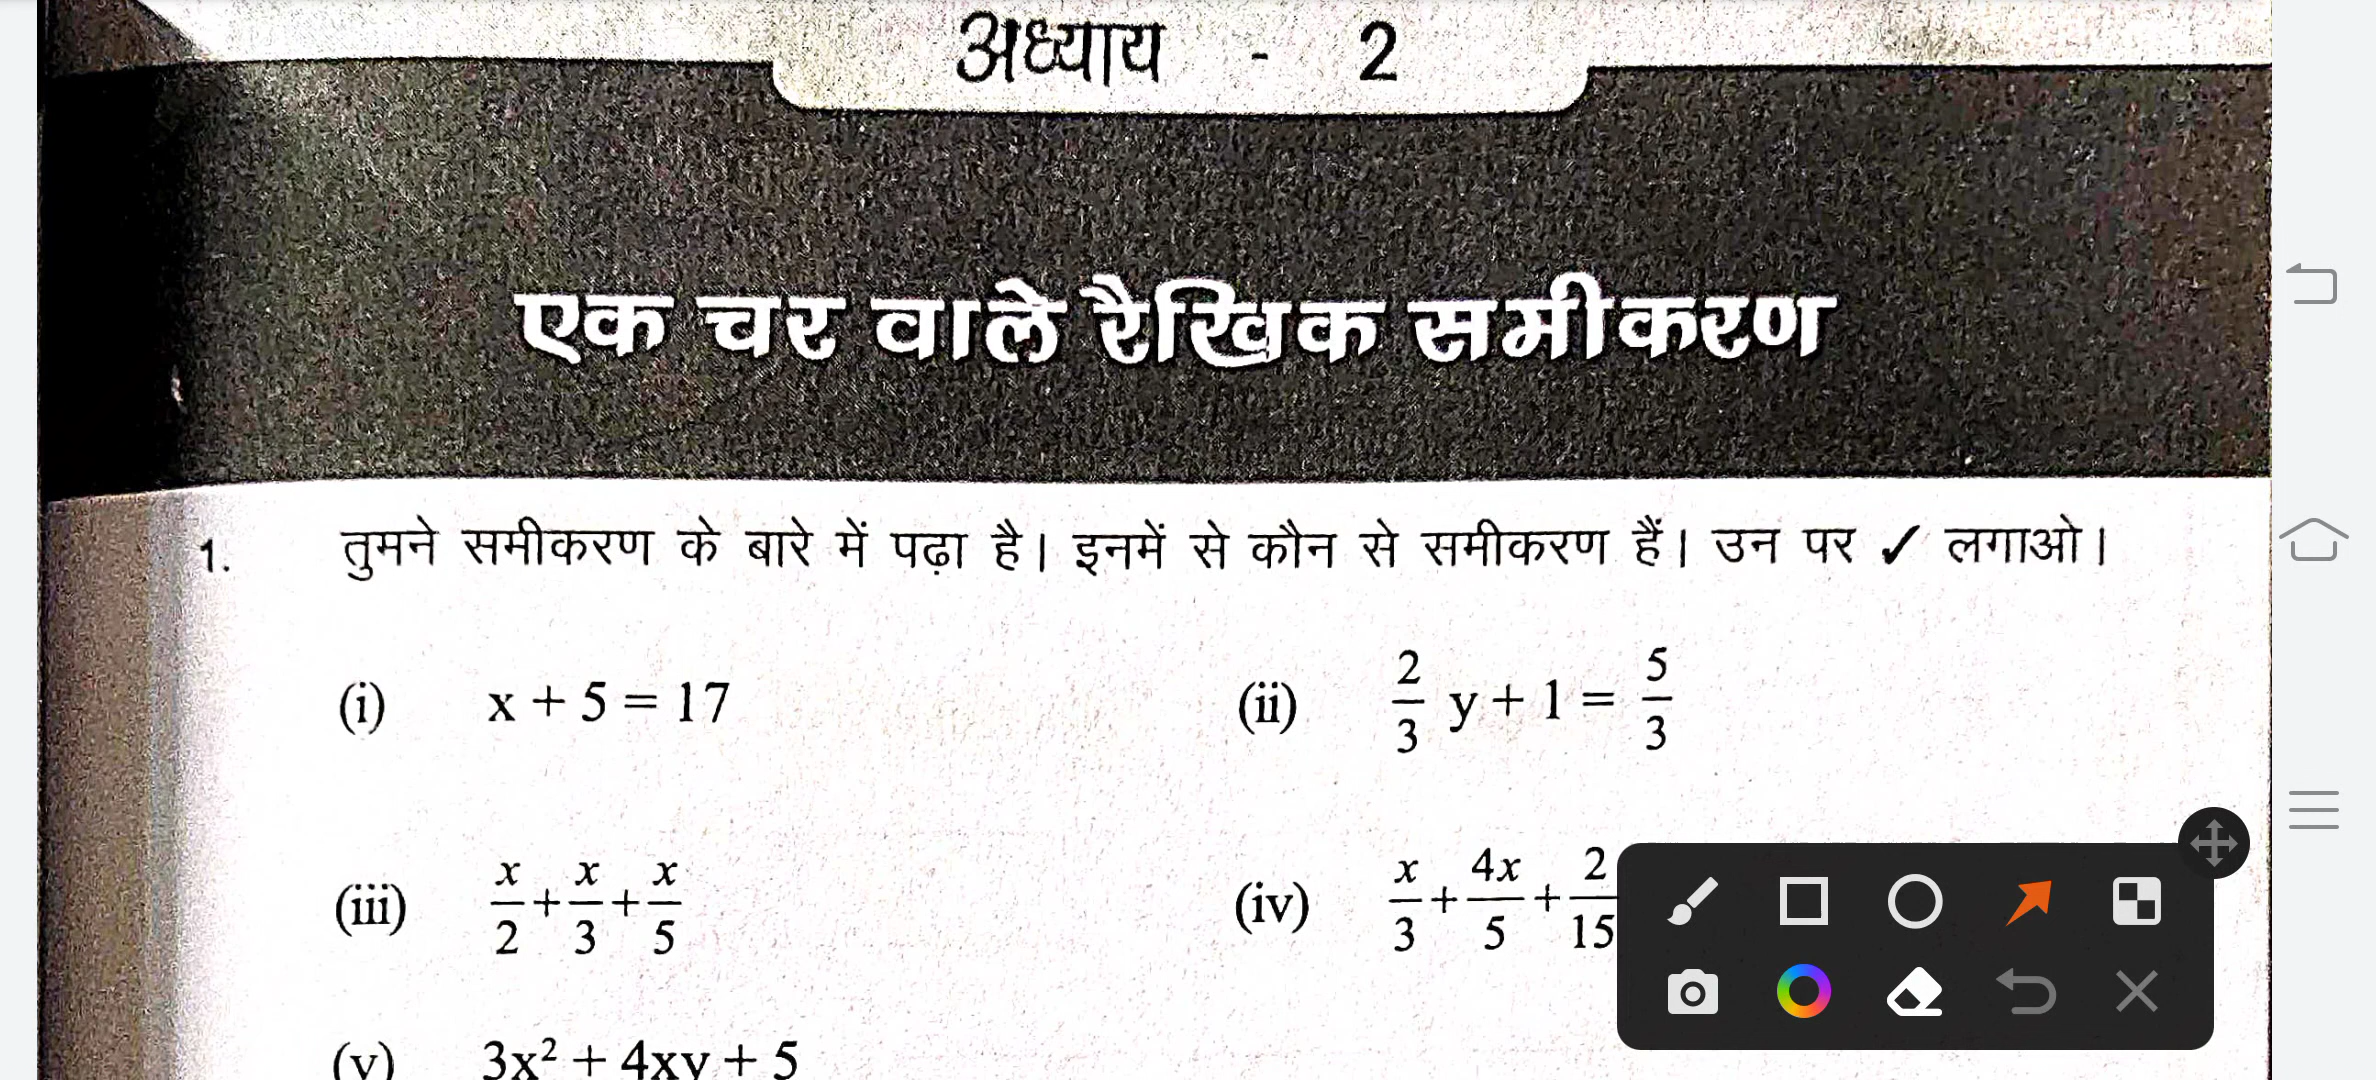 अध्याय - 2
एक चर वाले रैखिक समीकरण
1. तुमने समीकरण के बारे में पढ़ा है। इनमें से कौन से समीकरण हैं। उन पर ✓ लगाओ।
(i) x + 5 = 17 (ii) 2/3 y + 1 = 5/3
(iii) x/2 + x/3 + x/5 (iv) x/3 + 4x/5 + 2/15
(v) 3x² + 4xy + 5